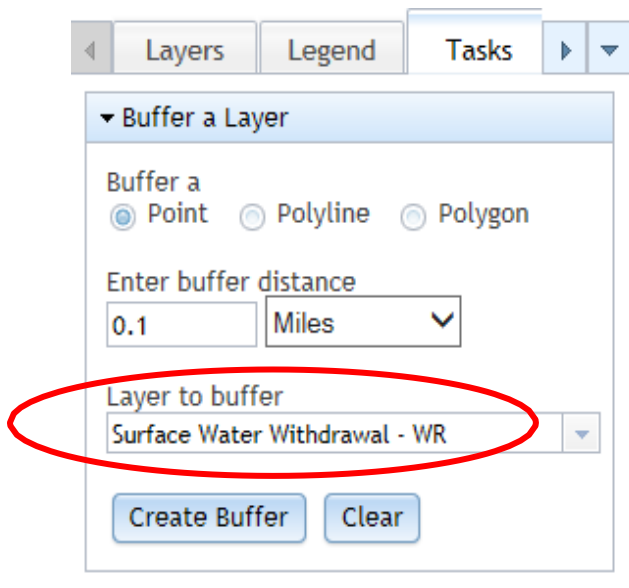 Layers Legend Tasks
Buffer a Layer
Buffer a
Point Polyline Polygon
Enter buffer distance
0.1 Miles
Layer to buffer
Surface Water Withdrawal - WR
Create Buffer Clear